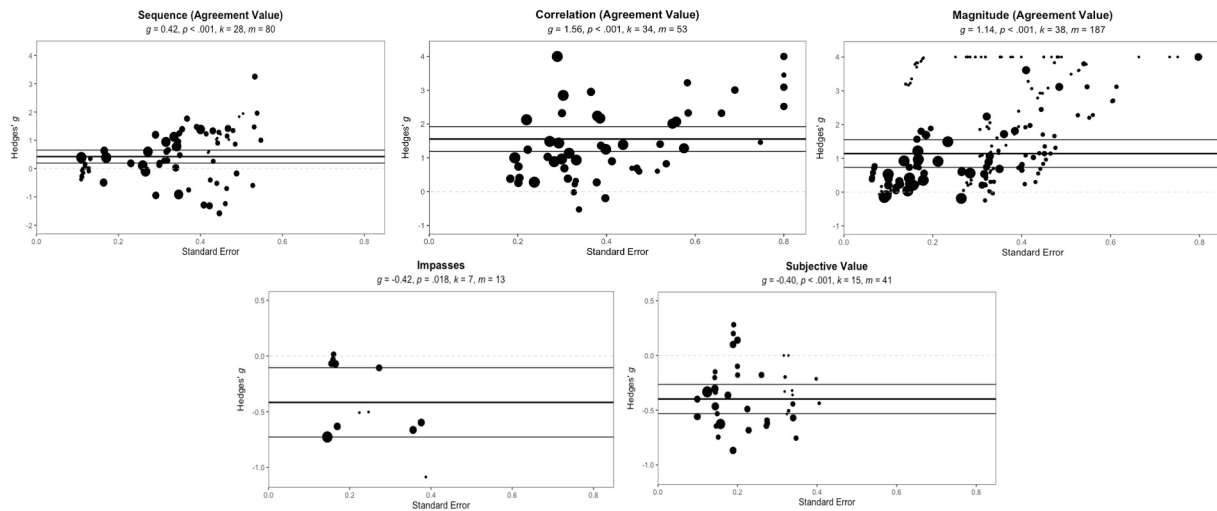 Sequence (Agreement Value)
g = 0.42, p < .001, k = 28, m = 80
4
3
2
1
0
-1
-2
Hedges' g
0.0
0.2
0.4
0.6
0.8
Standard Error
Correlation (Agreement Value)
g = 1.56, p < .001, k = 34, m = 53
4
3
2
1
0
-1
Hedges' g
0.0
0.2
0.4
0.6
0.8
Standard Error
Magnitude (Agreement Value)
g = 1.14, p < .001, k = 38, m = 187
4
3
2
1
0
-1
Hedges' g
0.0
0.2
0.4
0.6
0.8
Standard Error
Impasses
g = -0.42, p = .018, k = 7, m = 13
0.5
0.0
-0.5
-1.0
Hedges' g
0.0
0.2
0.4
0.6
0.8
Standard Error
Subjective Value
g = -0.40, p < .001, k = 15, m = 41
0.5
0.0
-0.5
-1.0
Hedges' g
0.0
0.2
0.4
0.6
0.8
Standard Error